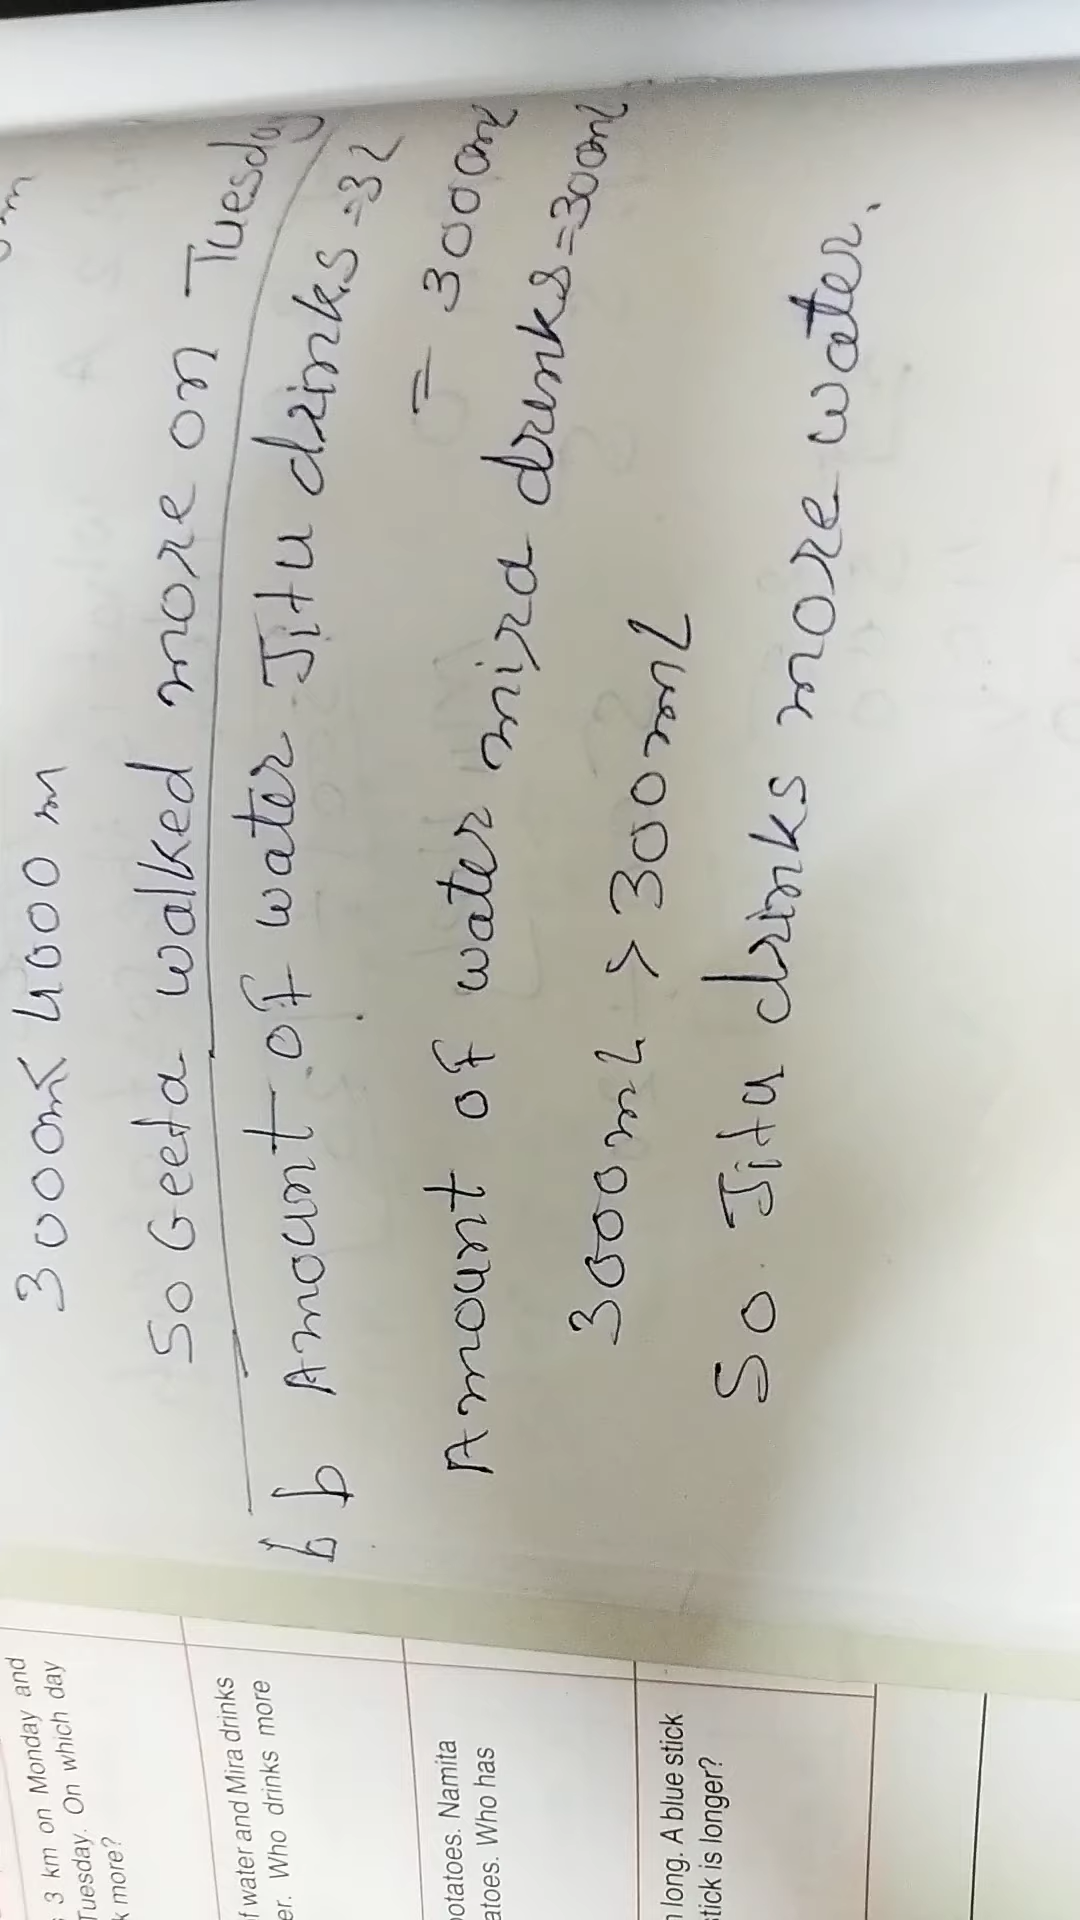 3000m < 4000 m
So Geeta walked more on Tuesday
b b Amount of water Jitu drinks = 3L
= 3000ml
Amount of water mira drinks = 300ml
3000mL > 300mL
So Jitu drinks more water.
3 km on Monday and
Tuesday. On which day
more?
f water and Mira drinks
er. Who drinks more
potatoes. Namita
atoes. Who has
long. A blue stick
stick is longer?